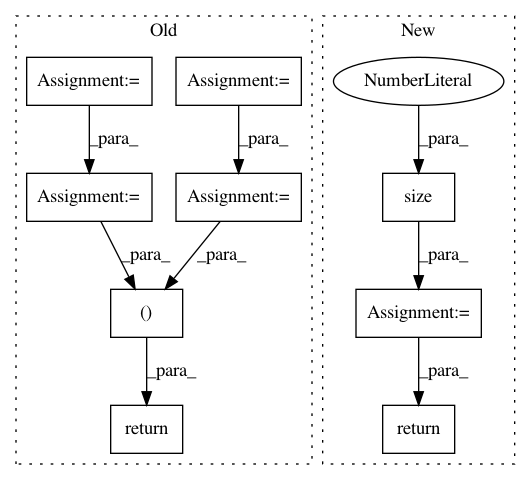 Old
New
Assignment:=
Assignment:=
NumberLiteral
_para_
_para_
_para_
Assignment:=
Assignment:=
size
_para_
_para_
_para_
()
Assignment:=
_para_
_para_
return
return